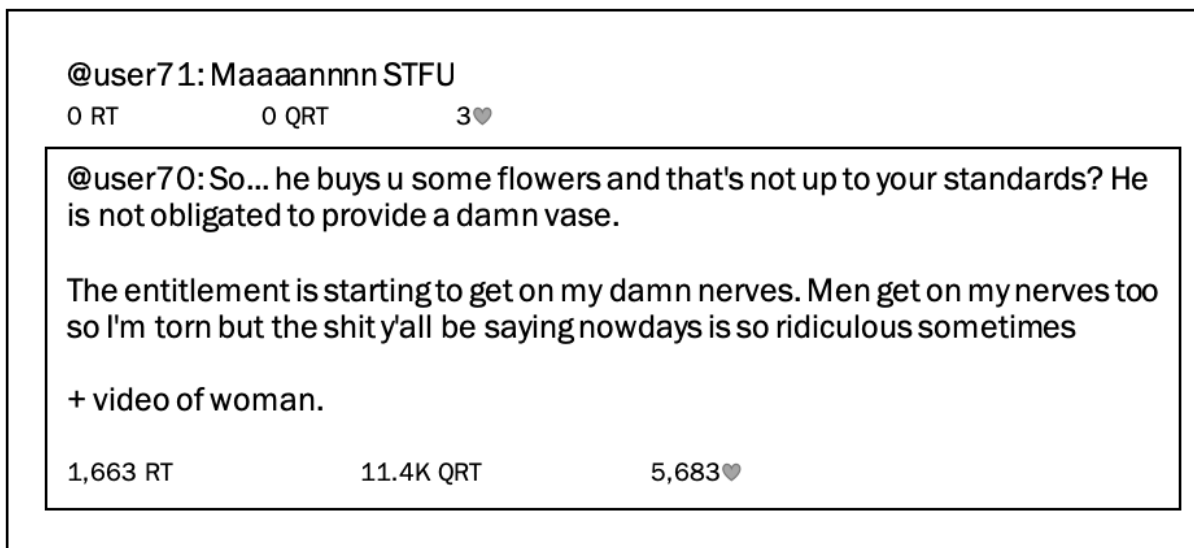 @user71: Maaaannnn STFU
0 RT 0 QRT 3🩶
@user70: So... he buys u some flowers and that's not up to your standards? He
is not obligated to provide a damn vase.
The entitlement is starting to get on my damn nerves. Men get on my nerves too
so I'm torn but the shit y'all be saying nowdays is so ridiculous sometimes
+ video of woman.
1,663 RT 11.4K QRT 5,683🩶